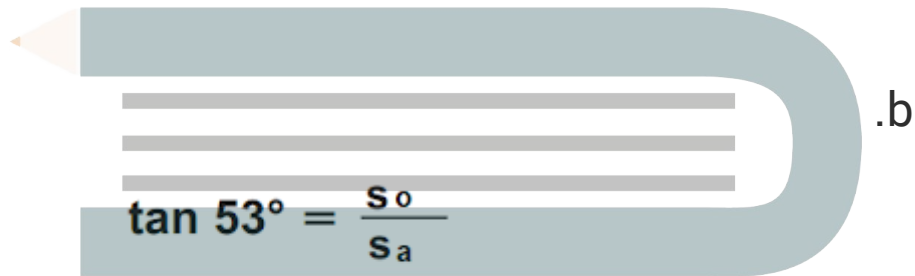 .b
tan 53° = so/sa